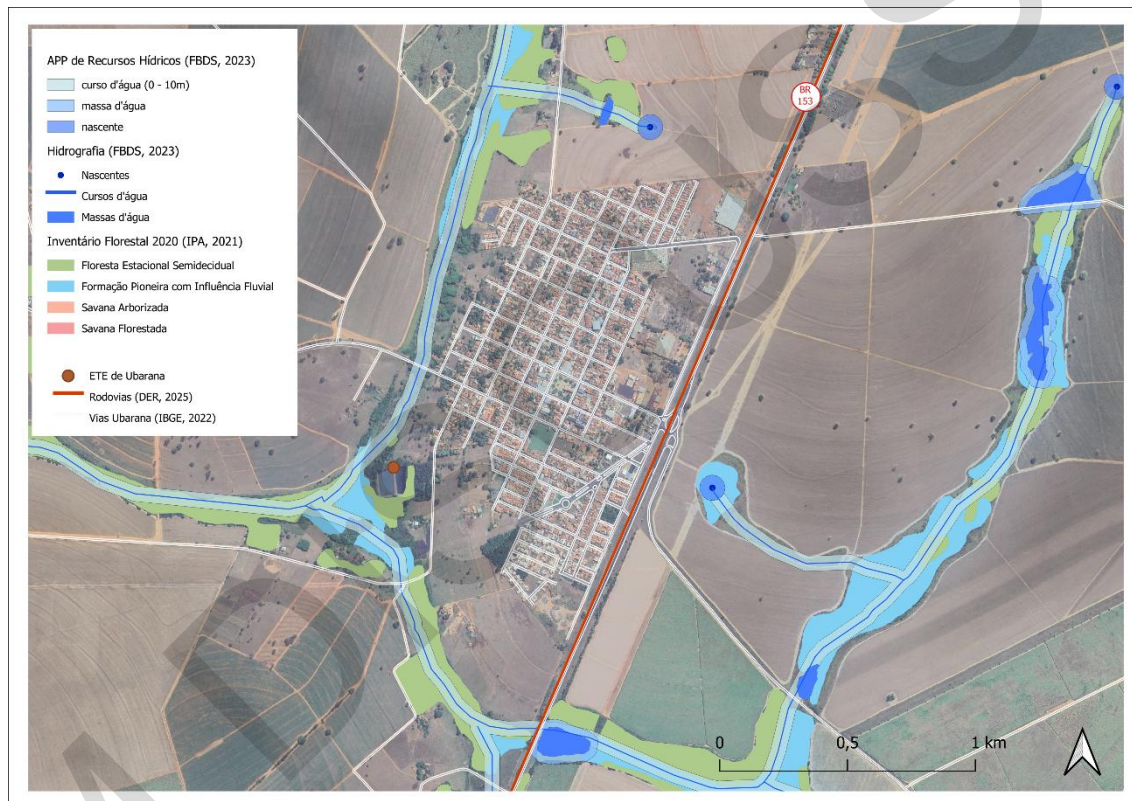 APP de Recursos Hídricos (FBDS, 2023)
curso d'água (0 - 10m)
massa d'água
nascente
Hidrografia (FBDS, 2023)
Nascentes
Cursos d'água
Massas d'água
Inventário Florestal 2020 (IPA, 2021)
Floresta Estacional Semidecidual
Formação Pioneira com Influência Fluvial
Savana Arborizada
Savana Florestada
ETE de Ubarana
Rodovias (DER, 2025)
Vias Ubarana (IBGE, 2022)
BR
153
0 0,5 1 km